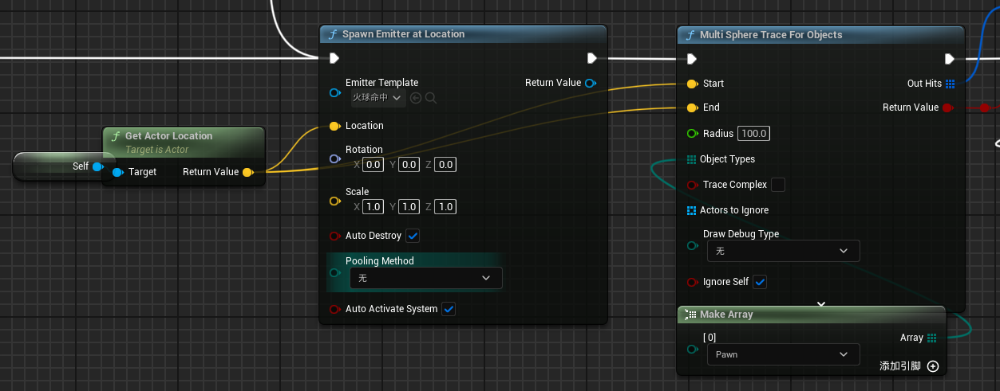 Self
Get Actor Location
Target is Actor
Target
Return Value
Spawn Emitter at Location
Emitter Template
火球命中
Return Value
Location
Rotation
X 0.0 Y 0.0 Z 0.0
Scale
X 1.0 Y 1.0 Z 1.0
Auto Destroy
Pooling Method
无
Auto Activate System
Multi Sphere Trace For Objects
Start
Out Hits
End
Return Value
Radius 100.0
Object Types
Trace Complex
Actors to Ignore
Draw Debug Type
无
Ignore Self
Make Array
[ 0]
Array
Pawn
添加引脚